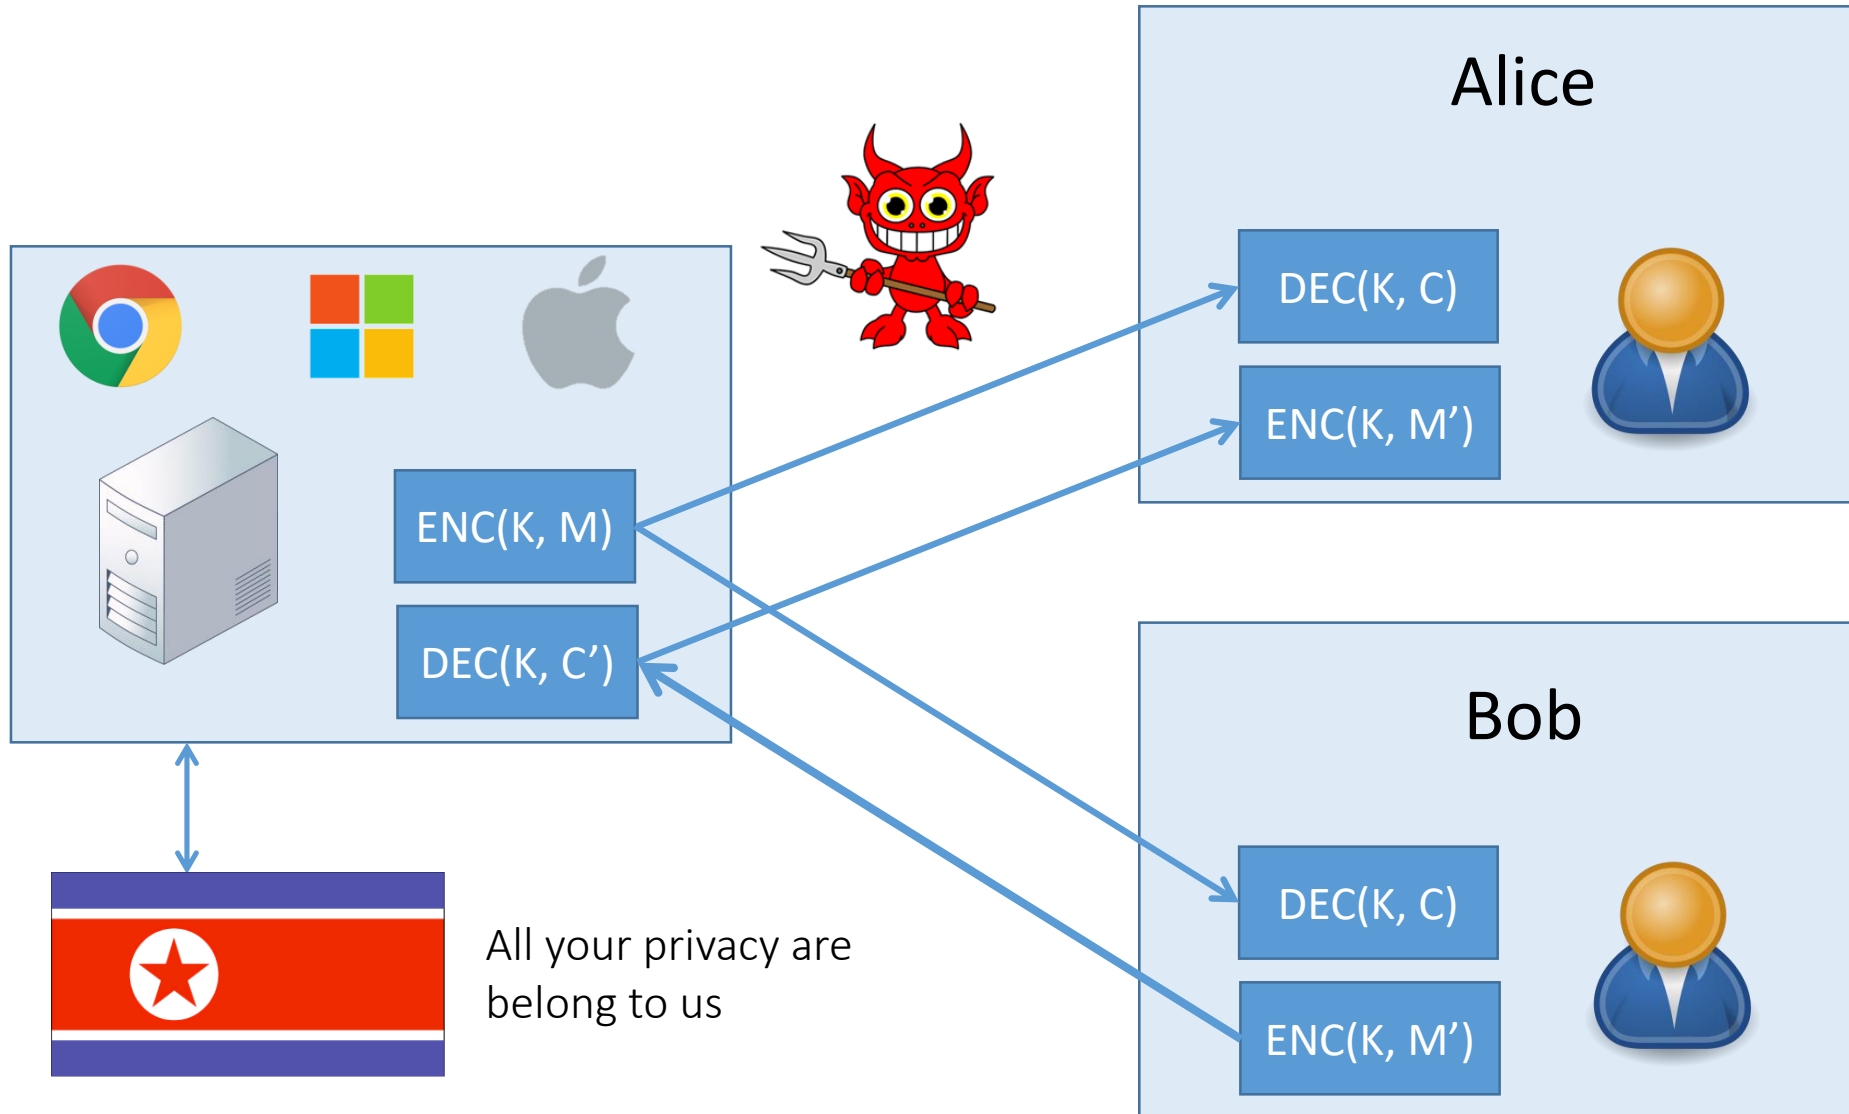 Alice
DEC(K, C)
ENC(K, M’)
ENC(K, M)
DEC(K, C’)
Bob
DEC(K, C)
ENC(K, M’)
All your privacy are
belong to us